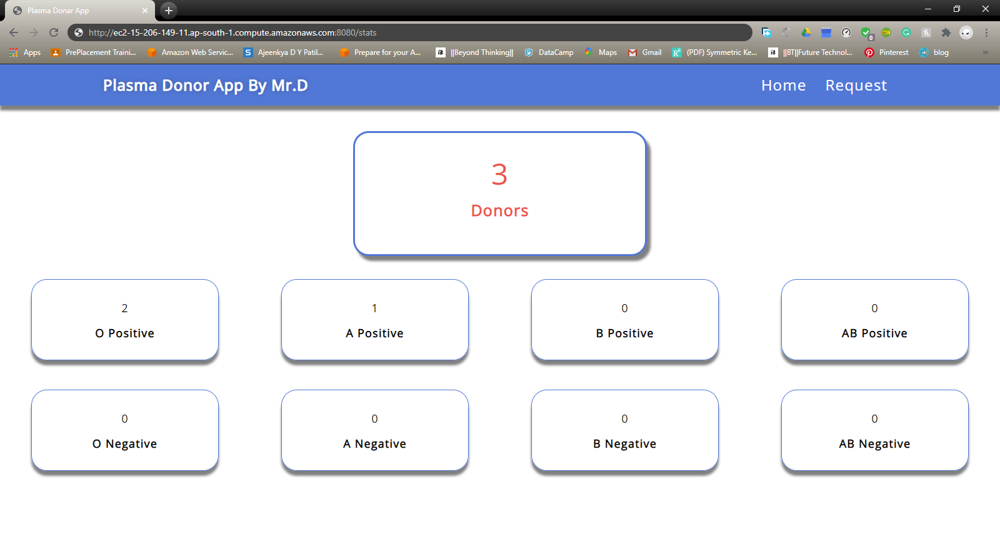 Plasma Donar App
http://ec2-15-206-149-11.ap-south-1.compute.amazonaws.com:8080/stats
0
Apps PrePlacement Traini... Amazon Web Servic... S Ajeenkya D Y Patil... Prepare for your A... iB ||Beyond Thinking|| DataCamp Maps Gmail (PDF) Symmetric Ke... iB ||BT||Future Technol... Pinterest blog »
Plasma Donor App By Mr.D Home Request
3
Donors
2 1 0 0
O Positive A Positive B Positive AB Positive
0 0 0 0
O Negative A Negative B Negative AB Negative